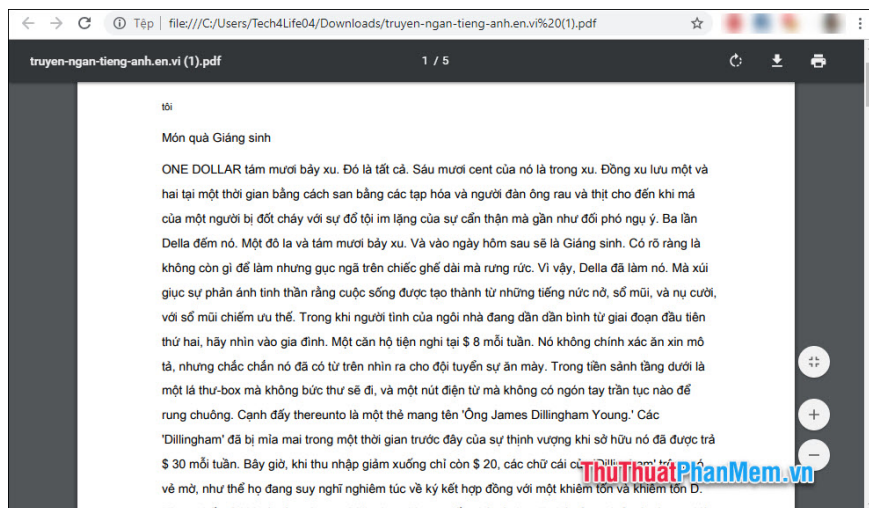 Tệp | file:///C:/Users/Tech4Life04/Downloads/truyen-ngan-tieng-anh.en.vi%20(1).pdf
truyen-ngan-tieng-anh.en.vi (1).pdf 1 / 5
tôi
Món quà Giáng sinh
ONE DOLLAR tám mươi bảy xu. Đó là tất cả. Sáu mươi cent của nó là trong xu. Đồng xu lưu một và
hai tại một thời gian bằng cách san bằng các tạp hóa và người đàn ông rau và thịt cho đến khi má
của một người bị đốt cháy với sự đổ tội im lặng của sự cẩn thận mà gần như đối phó ngụ ý. Ba lần
Della đếm nó. Một đô la và tám mươi bảy xu. Và vào ngày hôm sau sẽ là Giáng sinh. Có rõ ràng là
không còn gì để làm nhưng gục ngã trên chiếc ghế dài mà rưng rức. Vì vậy, Della đã làm nó. Mà xúi
giục sự phản ánh tinh thần rằng cuộc sống được tạo thành từ những tiếng nức nở, sổ mũi, và nụ cười,
với sổ mũi chiếm ưu thế. Trong khi người tình của ngôi nhà đang dần dần bình từ giai đoạn đầu tiên
thứ hai, hãy nhìn vào gia đình. Một căn hộ tiện nghi tại $ 8 mỗi tuần. Nó không chính xác ăn xin mô
tả, nhưng chắc chắn nó đã có từ trên nhìn ra cho đội tuyển sự ăn mày. Trong tiền sảnh tầng dưới là
một lá thư-box mà không bức thư sẽ đi, và một nút điện từ mà không có ngón tay trần tục nào để
rung chuông. Cạnh đấy thereunto là một thẻ mang tên 'Ông James Dillingham Young.' Các
'Dillingham' đã bị mỉa mai trong một thời gian trước đây của sự thịnh vượng khi sở hữu nó đã được trả
$ 30 mỗi tuần. Bây giờ, khi thu nhập giảm xuống chỉ còn $ 20, các chữ cái
ThuThuatPhanMem.vn
vẻ mờ, như thể họ đang suy nghĩ nghiêm túc về ký kết hợp đồng với một khiêm tốn và khiêm tốn D.